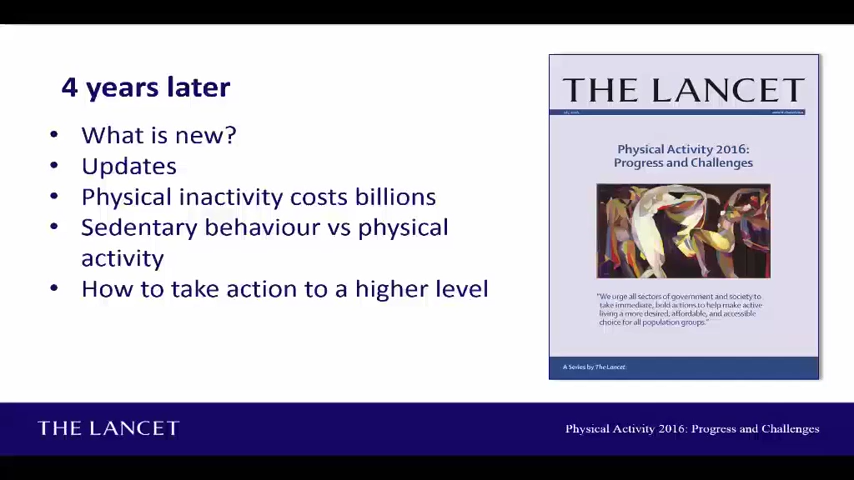 4 years later
• What is new?
• Updates
• Physical inactivity costs billions
• Sedentary behaviour vs physical
activity
• How to take action to a higher level
THE LANCET
Physical Activity 2016:
Progress and Challenges
"We urge all sectors of government and society to
take immediate, bold actions to help make active
living a more desired, affordable, and accessible
choice for all population groups."
A Series by The Lancet
THE LANCET
Physical Activity 2016: Progress and Challenges